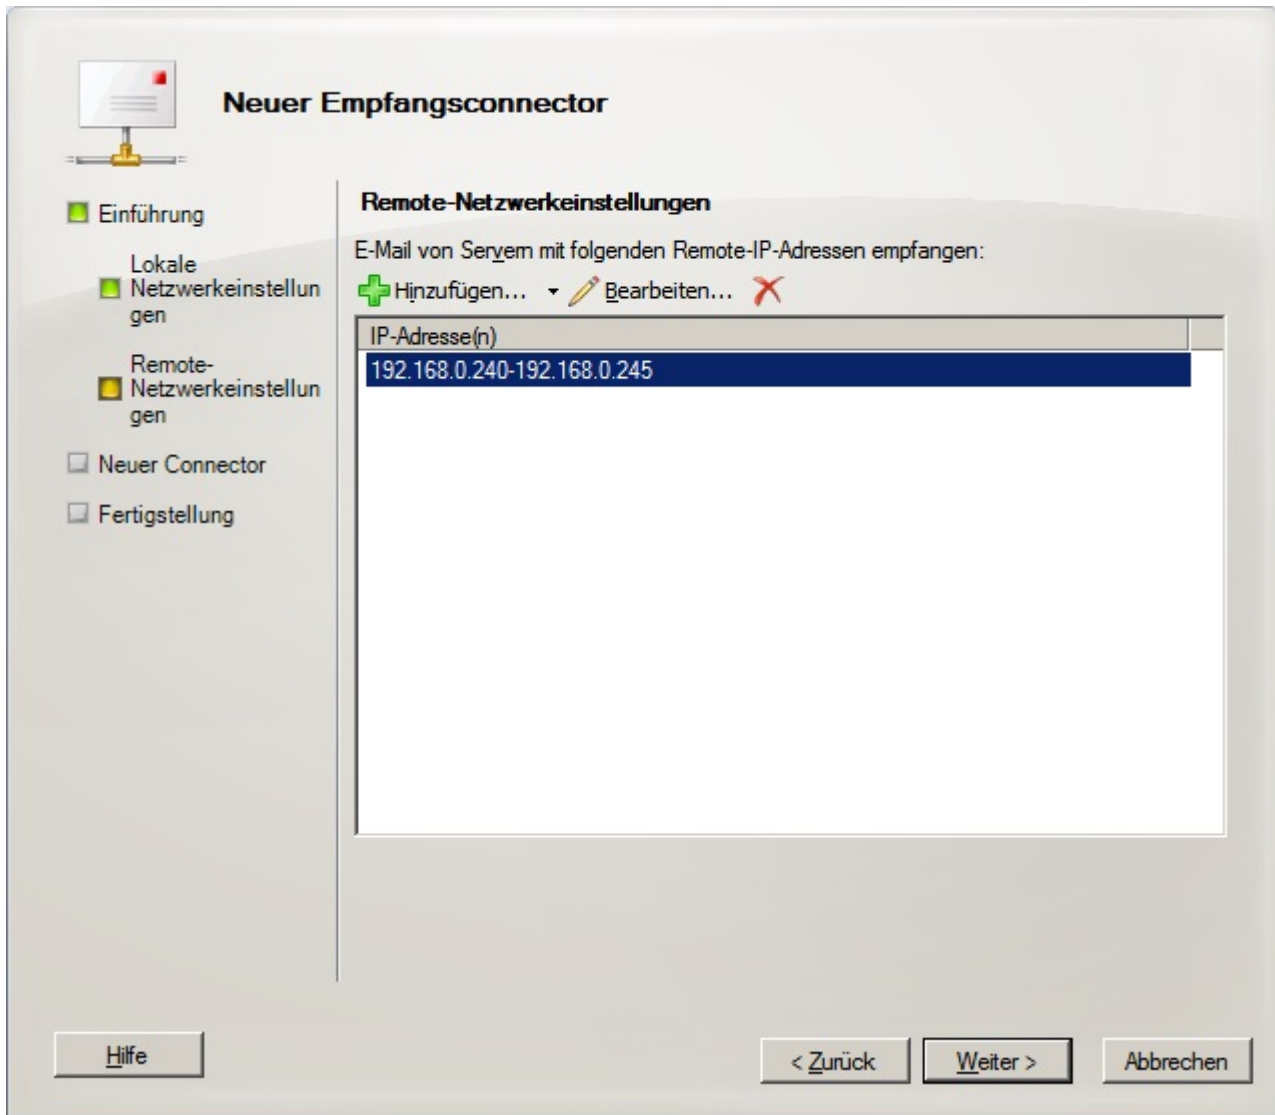 Neuer Empfangsconnector
Einführung
Lokale
Netzwerkeinstellun
gen
Remote-
Netzwerkeinstellun
gen
Neuer Connector
Fertigstellung
Remote-Netzwerkeinstellungen
E-Mail von Servern mit folgenden Remote-IP-Adressen empfangen:
Hinzufügen... Bearbeiten...
IP-Adresse(n)
192.168.0.240-192.168.0.245
Hilfe
< Zurück
Weiter >
Abbrechen